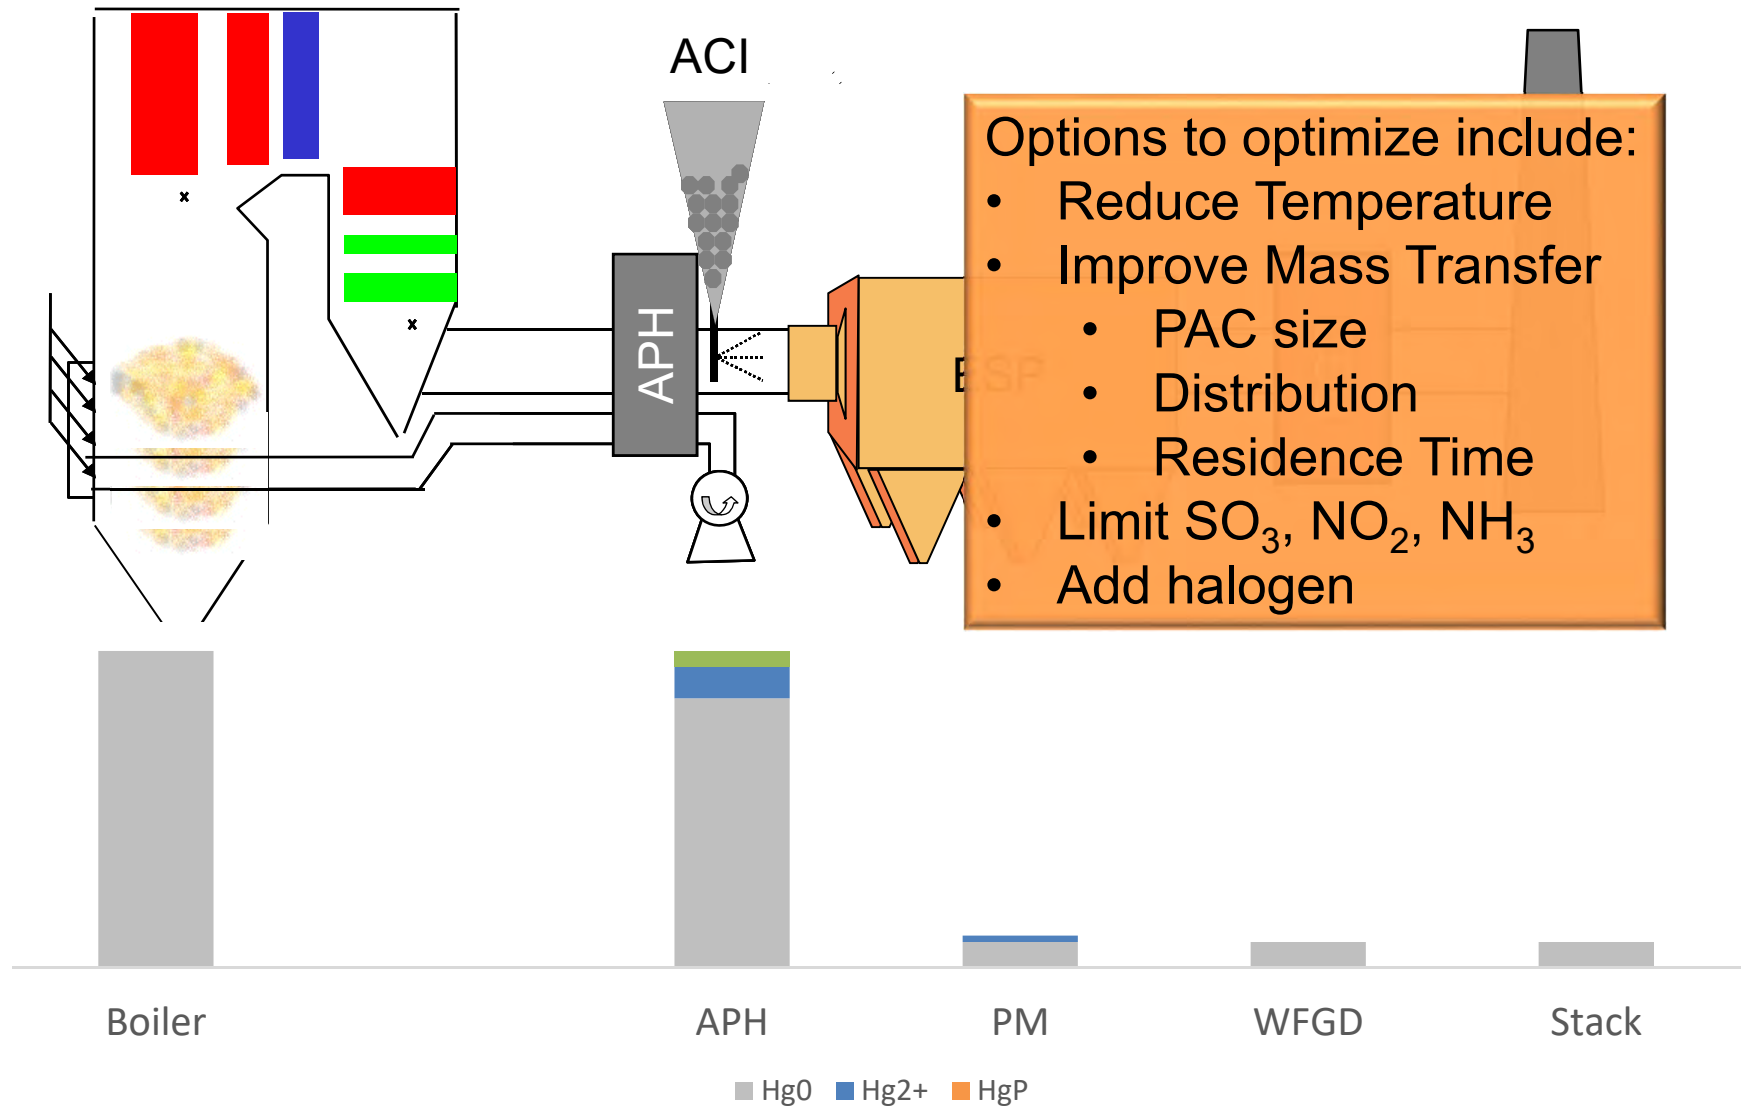 ACI
Options to optimize include:
• Reduce Temperature
• Improve Mass Transfer
• PAC size
• Distribution
• Residence Time
• Limit SO₃, NO₂, NH₃
• Add halogen
APH
ESP
Boiler
APH
PM
WFGD
Stack
Hg0
Hg2+
HgP